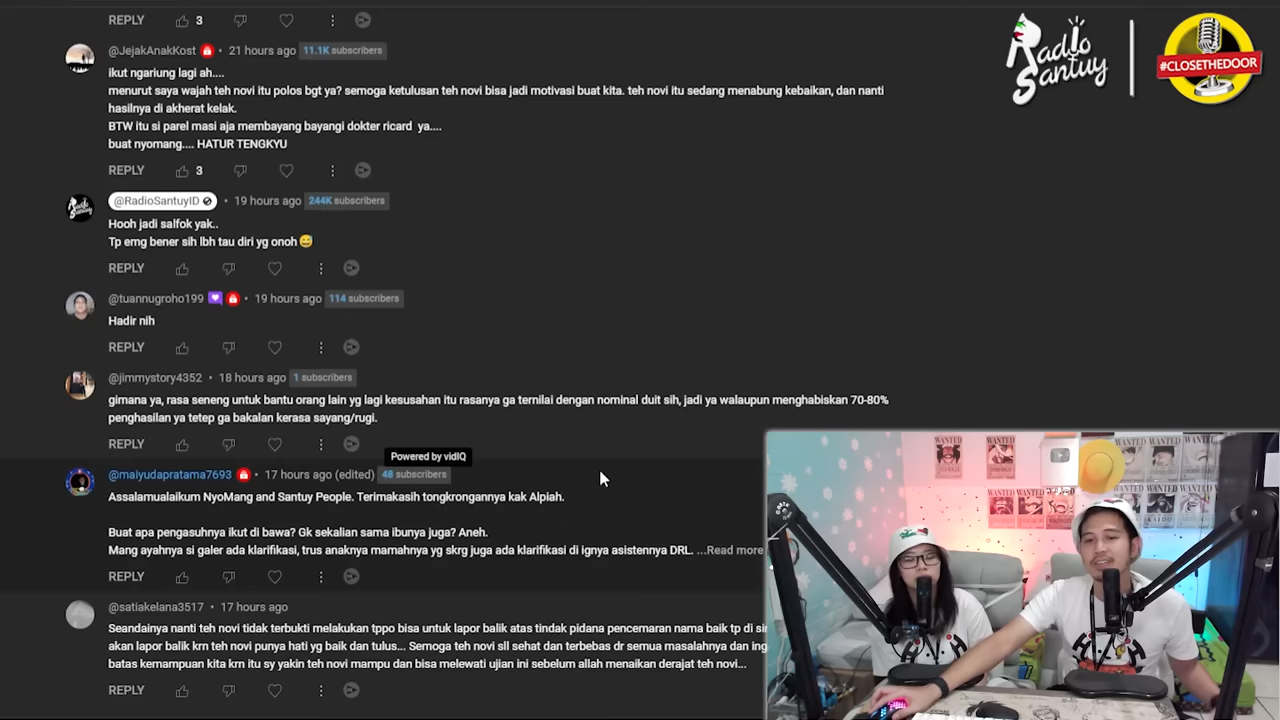 REPLY 3
Radio Santuy
#CLOSETHEDOOR
@JejakAnakKost • 21 hours ago 11.1K subscribers
ikut ngariung lagi ah....
menurut saya wajah teh novi itu polos bgt ya? semoga ketulusan teh novi bisa jadi motivasi buat kita. teh novi itu sedang menabung kebaikan, dan nanti
hasilnya di akherat kelak.
BTW itu si parel masi aja membayang bayangi dokter ricard ya....
buat nyomang.... HATUR TENGKYU
REPLY 3
@RadioSantuyID • 19 hours ago 244K subscribers
Hooh jadi salfok yak..
Tp emg bener sih lbh tau diri yg onoh 😅
REPLY
@tuannugroho199 • 19 hours ago 114 subscribers
Hadir nih
REPLY
@jimmystory4352 • 18 hours ago 1 subscribers
gimana ya, rasa seneng untuk bantu orang lain yg lagi kesusahan itu rasanya ga ternilai dengan nominal duit sih, jadi ya walaupun menghabiskan 70-80%
penghasilan ya tetep ga bakalan kerasa sayang/rugi.
REPLY
Powered by vidIQ
@maiyudapratama7693 • 17 hours ago (edited) 48 subscribers
Assalamualaikum NyoMang and Santuy People. Terimakasih tongkrongannya kak Alpiah.
Buat apa pengasuhnya ikut di bawa? Gk sekalian sama ibunya juga? Aneh.
Mang ayahnya si galer ada klarifikasi, trus anaknya mamahnya yg skrg juga ada klarifikasi di ignya asistennya DRL. ...Read more
REPLY
@satiakelana3517 • 17 hours ago
Seandainya nanti teh novi tidak terbukti melakukan tppo bisa untuk lapor balik atas tindak pidana pencemaran nama baik tp di
akan lapor balik krn teh novi punya hati yg baik dan tulus... Semoga teh novi sll sehat dan terbebas dr semua masalahnya dan
batas kemampuan kita krn itu sy yakin teh novi mampu dan bisa melewati ujian ini sebelum allah menaikan derajat teh novi...
REPLY
WANTED
WANTED
WANTED